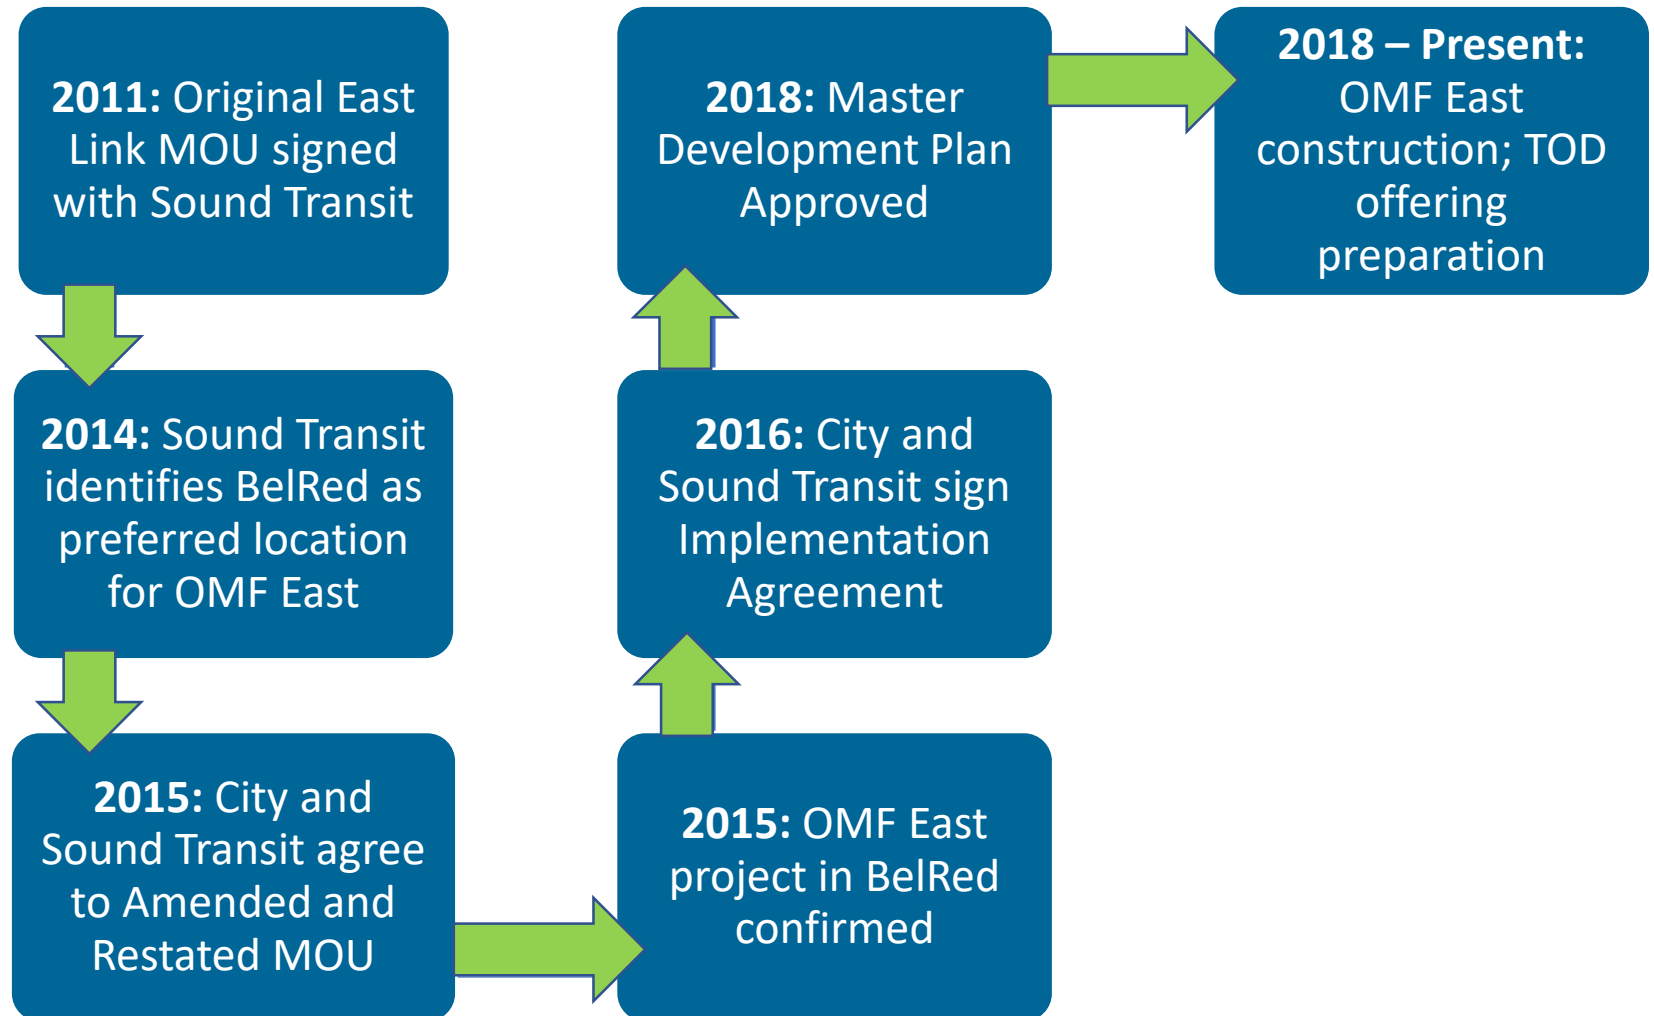 2011: Original East
Link MOU signed
with Sound Transit
2014: Sound Transit
identifies BelRed as
preferred location
for OMF East
2015: City and
Sound Transit agree
to Amended and
Restated MOU
2015: OMF East
project in BelRed
confirmed
2016: City and
Sound Transit sign
Implementation
Agreement
2018: Master
Development Plan
Approved
2018 – Present:
OMF East
construction; TOD
offering
preparation